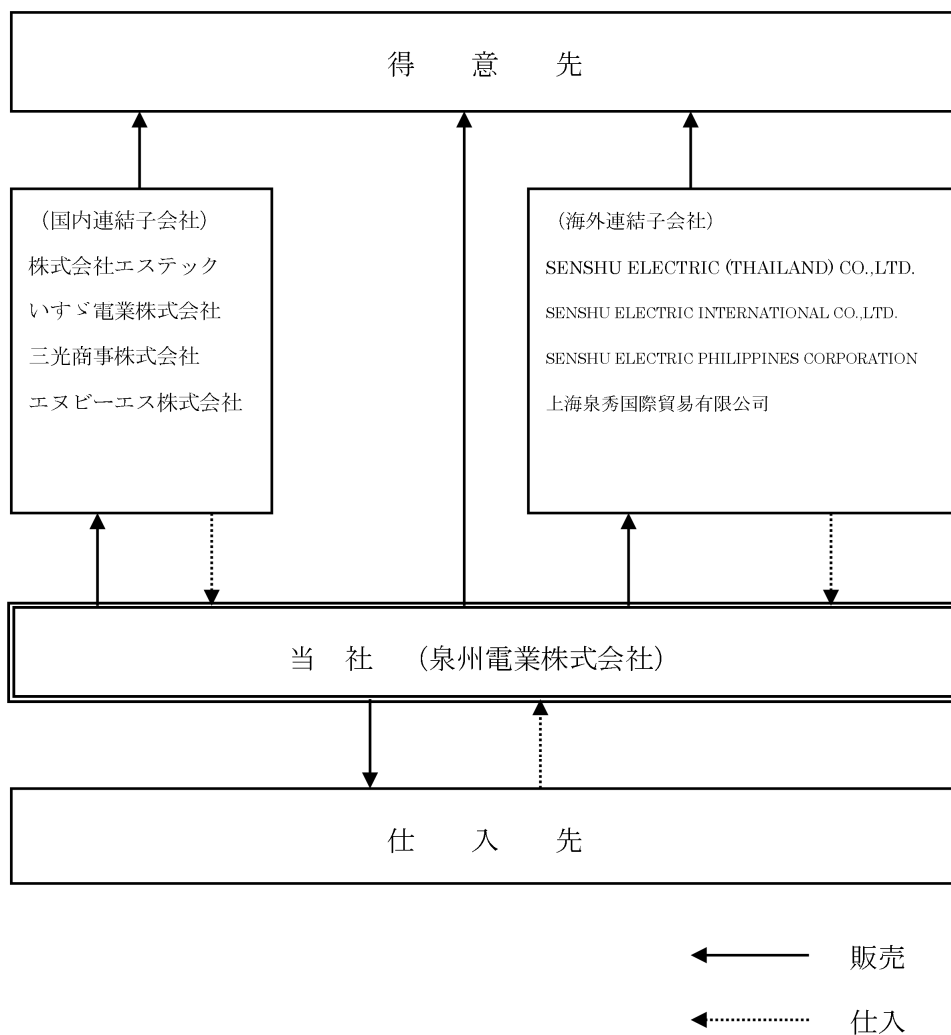 得　意　先
（国内連結子会社）
株式会社エステック
いすゞ電業株式会社
三光商事株式会社
エヌビーエス株式会社
（海外連結子会社）
SENSHU ELECTRIC (THAILAND) CO.,LTD.
SENSHU ELECTRIC INTERNATIONAL CO.,LTD.
SENSHU ELECTRIC PHILIPPINES CORPORATION
上海泉秀国際貿易有限公司
当　社　（泉州電業株式会社）
仕　入　先
販売
仕入